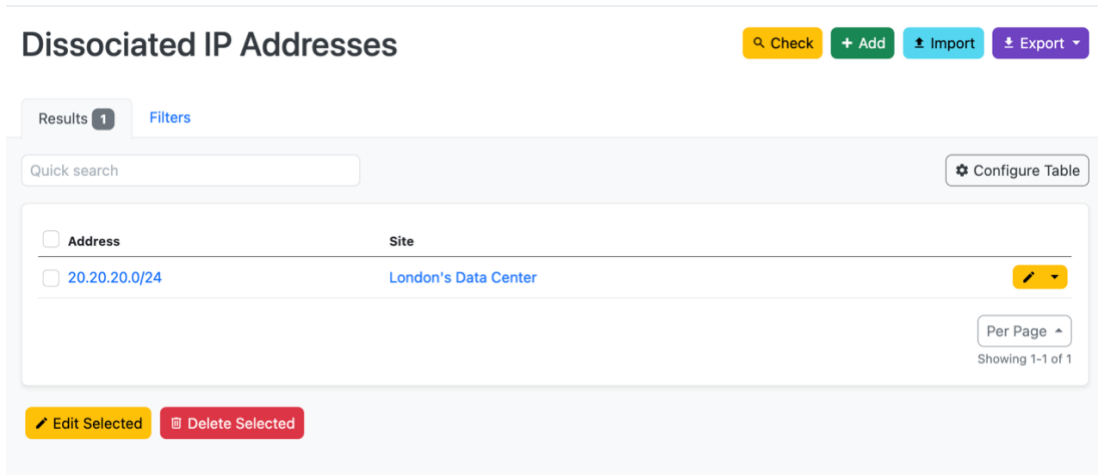 Dissociated IP Addresses
Check
+ Add
Import
Export
Results 1
Filters
Quick search
Configure Table
Address Site
20.20.20.0/24 London's Data Center
Per Page
Showing 1-1 of 1
Edit Selected
Delete Selected